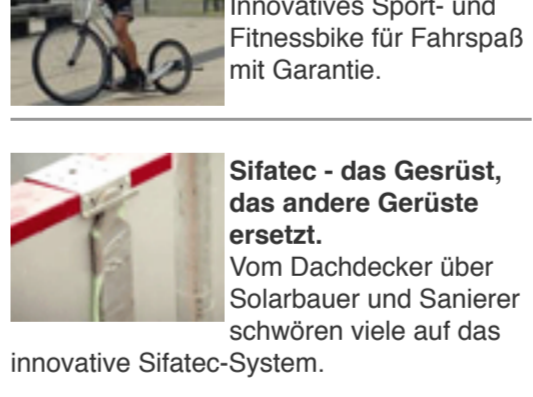 Innovatives Sport- und
Fitnessbike für Fahrspaß
mit Garantie.
Sifatec - das Gesrüst,
das andere Gerüste
ersetzt.
Vom Dachdecker über
Solarbauer und Sanierer
schwören viele auf das
innovative Sifatec-System.